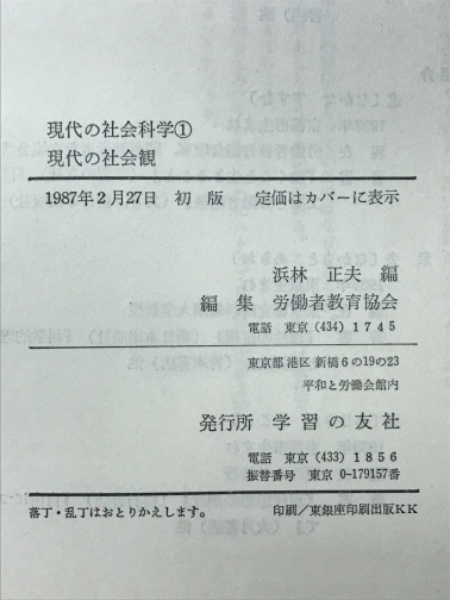 現代の社会科学①
現代の社会観
1987年2月27日 初版 定価はカバーに表示
浜林 正夫 編
編集 労働者教育協会
電話 東京(434)1745
東京都港区新橋6の19の23
平和と労働会館内
発行所 学習の友社
電話 東京(433)1856
振替番号 東京 0-179157番
落丁・乱丁はおとりかえします。 印刷/東銀座印刷出版KK